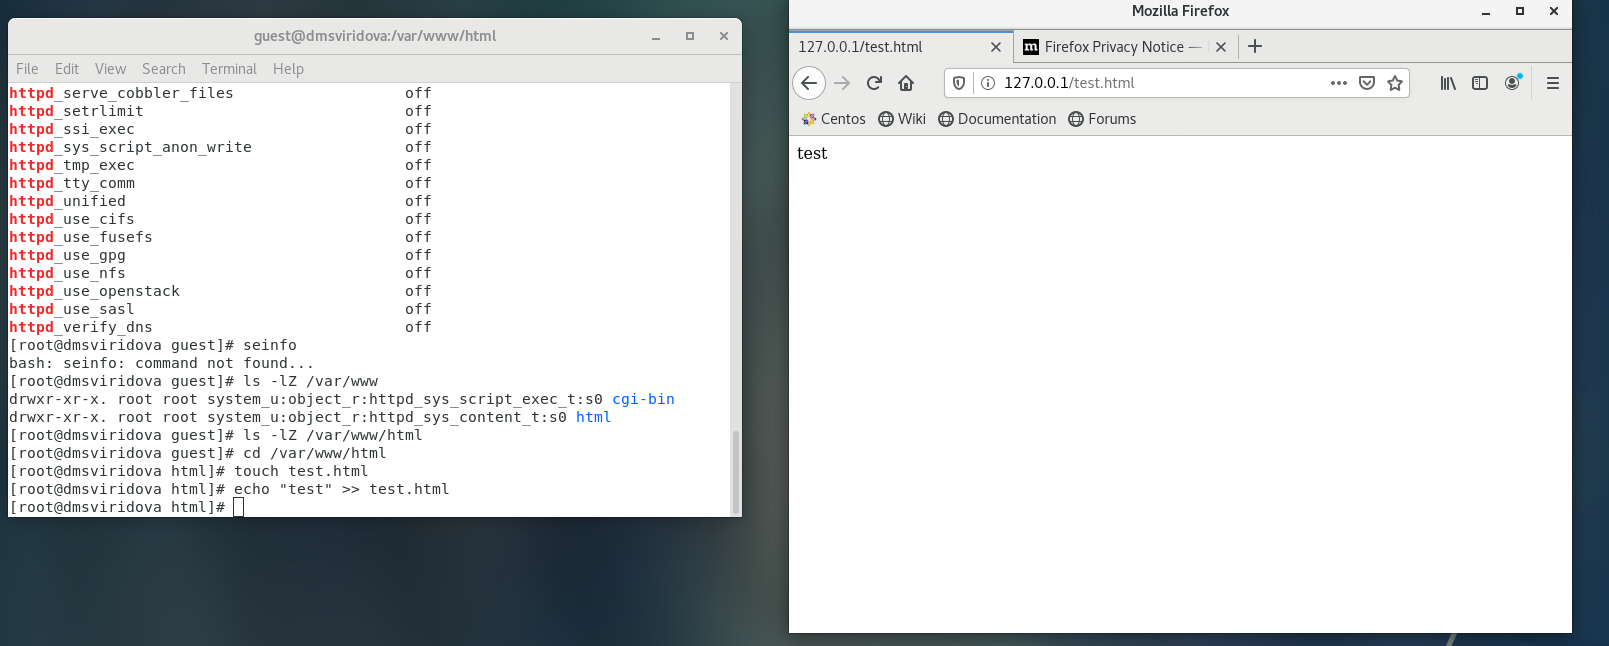 guest@dmsviridova:/var/www/html
File Edit View Search Terminal Help
httpd_serve_cobbler_files off
httpd_setrlimit off
httpd_ssi_exec off
httpd_sys_script_anon_write off
httpd_tmp_exec off
httpd_tty_comm off
httpd_unified off
httpd_use_cifs off
httpd_use_fusefs off
httpd_use_gpg off
httpd_use_nfs off
httpd_use_openstack off
httpd_use_sasl off
httpd_verify_dns off
[root@dmsviridova guest]# seinfo
bash: seinfo: command not found...
[root@dmsviridova guest]# ls -lZ /var/www
drwxr-xr-x. root root system_u:object_r:httpd_sys_script_exec_t:s0 cgi-bin
drwxr-xr-x. root root system_u:object_r:httpd_sys_content_t:s0 html
[root@dmsviridova guest]# ls -lZ /var/www/html
[root@dmsviridova guest]# cd /var/www/html
[root@dmsviridova html]# touch test.html
[root@dmsviridova html]# echo "test" >> test.html
[root@dmsviridova html]#
Mozilla Firefox
127.0.0.1/test.html
m Firefox Privacy Notice —
127.0.0.1/test.html
Centos Wiki Documentation Forums
test